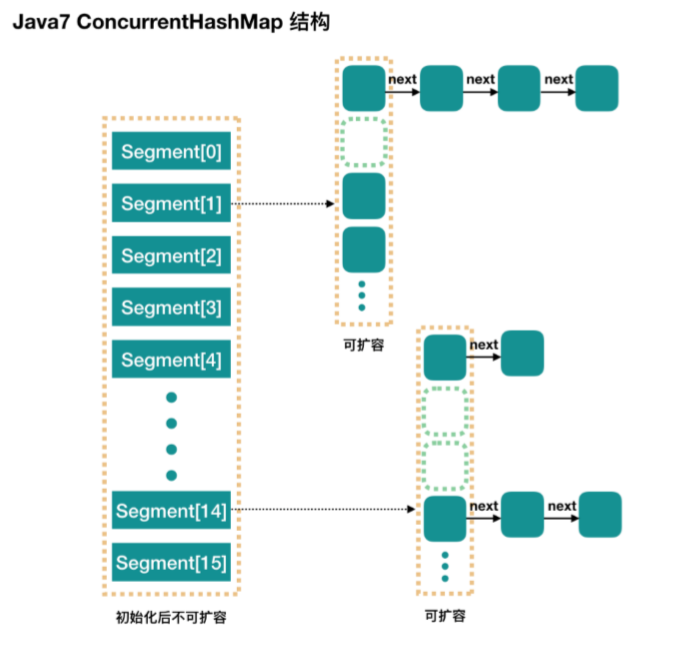 Java7 ConcurrentHashMap 结构
next next next
Segment[0]
Segment[1]
Segment[2]
Segment[3]
Segment[4]
可扩容
next
Segment[14]
next next
Segment[15]
初始化后不可扩容
可扩容